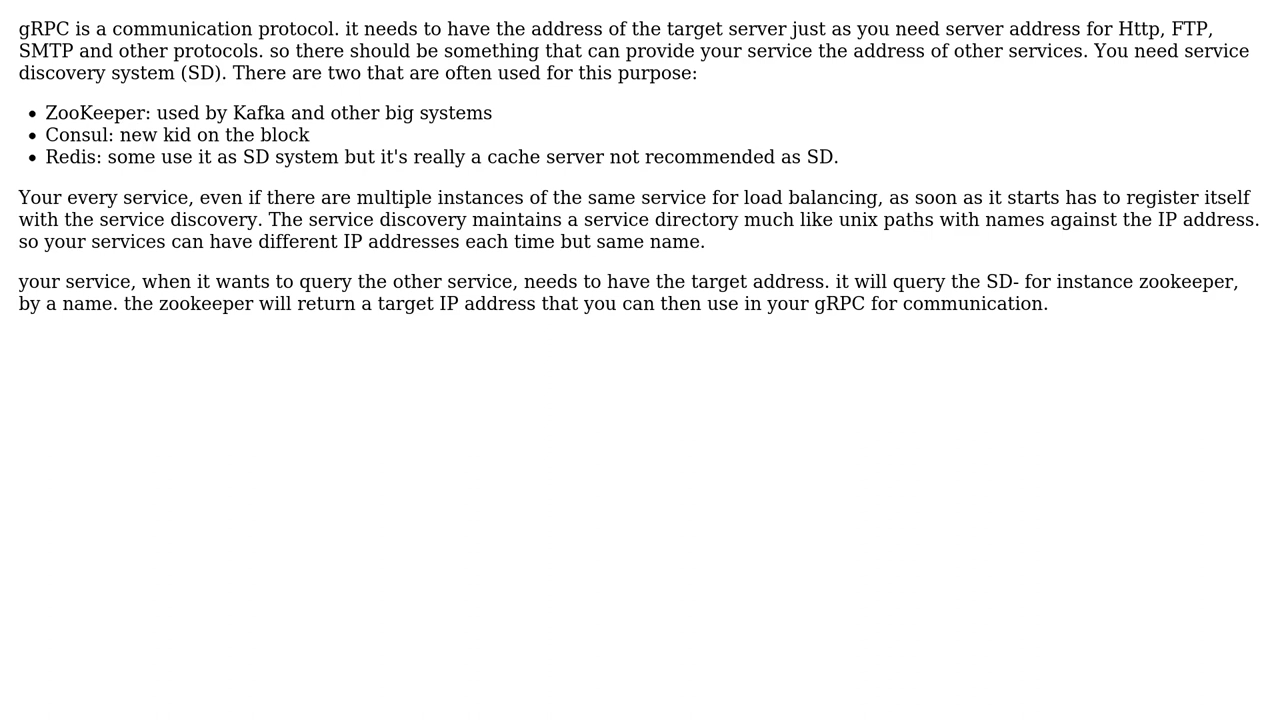 gRPC is a communication protocol. it needs to have the address of the target server just as you need server address for Http, FTP,
SMTP and other protocols. so there should be something that can provide your service the address of other services. You need service
discovery system (SD). There are two that are often used for this purpose:
• ZooKeeper: used by Kafka and other big systems
• Consul: new kid on the block
• Redis: some use it as SD system but it's really a cache server not recommended as SD.
Your every service, even if there are multiple instances of the same service for load balancing, as soon as it starts has to register itself
with the service discovery. The service discovery maintains a service directory much like unix paths with names against the IP address.
so your services can have different IP addresses each time but same name.
your service, when it wants to query the other service, needs to have the target address. it will query the SD- for instance zookeeper,
by a name. the zookeeper will return a target IP address that you can then use in your gRPC for communication.